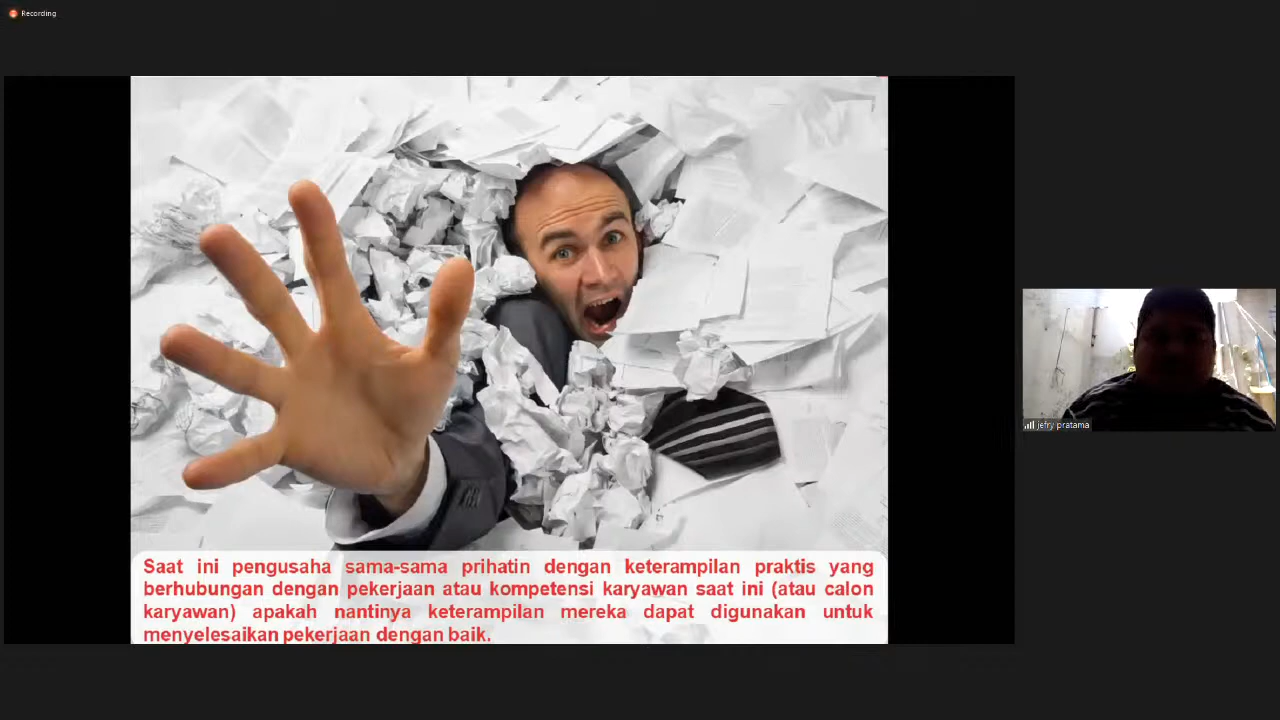 Recording
Saat ini pengusaha sama-sama prihatin dengan keterampilan praktis yang
berhubungan dengan pekerjaan atau kompetensi karyawan saat ini (atau calon
karyawan) apakah nantinya keterampilan mereka dapat digunakan untuk
menyelesaikan pekerjaan dengan baik.
jefry pratama